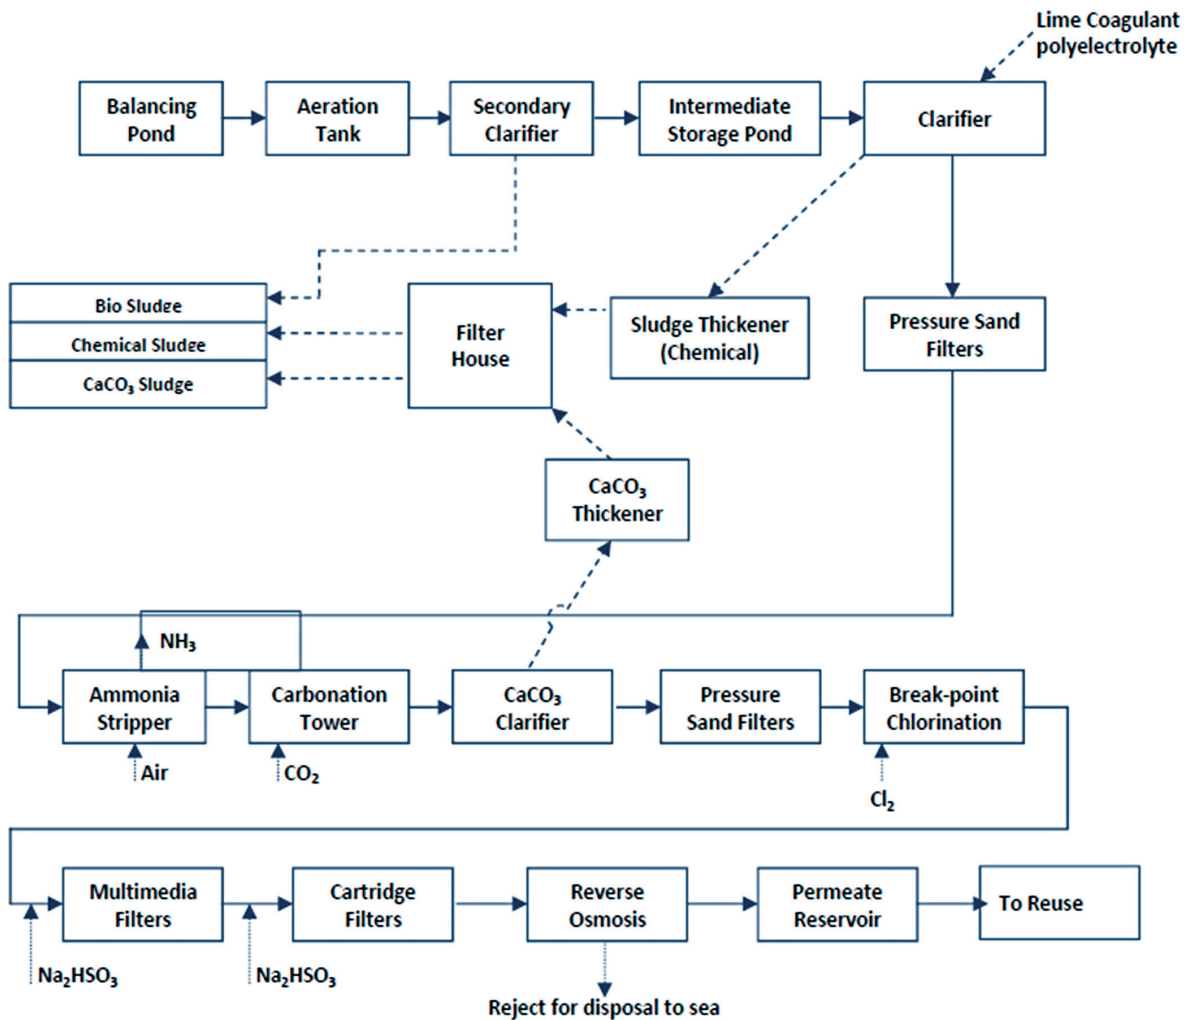 Lime Coagulant
polyelectrolyte
Balancing
Pond
Aeration
Tank
Secondary
Clarifier
Intermediate
Storage Pond
Clarifier
Bio Sludge
Chemical Sludge
CaCO₃ Sludge
Filter
House
Sludge Thickener
(Chemical)
Pressure Sand
Filters
CaCO₃
Thickener
NH₃
Ammonia
Stripper
Carbonation
Tower
CaCO₃
Clarifier
Pressure
Sand Filters
Break-point
Chlorination
Air
CO₂
Cl₂
Multimedia
Filters
Cartridge
Filters
Reverse
Osmosis
Permeate
Reservoir
To Reuse
Na₂HSO₃
Na₂HSO₃
Reject for disposal to sea